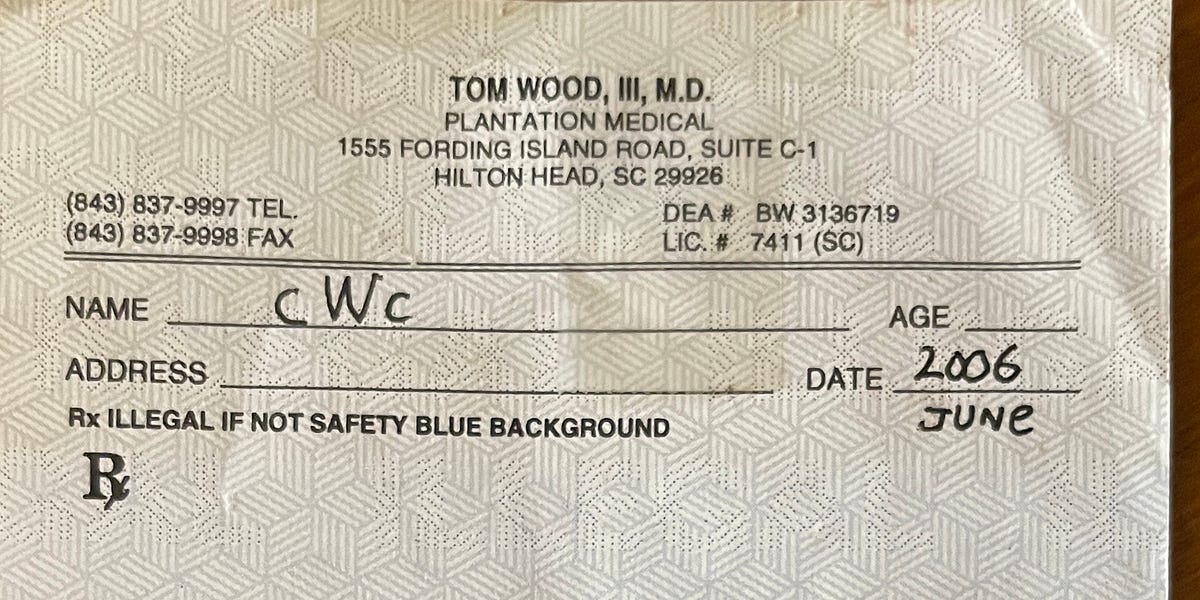 TOM WOOD, III, M.D.
PLANTATION MEDICAL
1555 FORDING ISLAND ROAD, SUITE C-1
HILTON HEAD, SC 29926
(843) 837-9997 TEL.
(843) 837-9998 FAX
DEA # BW 3136719
LIC. # 7411 (SC)
NAME CWC AGE
ADDRESS DATE 2006
JUNE
Rx ILLEGAL IF NOT SAFETY BLUE BACKGROUND
Rx